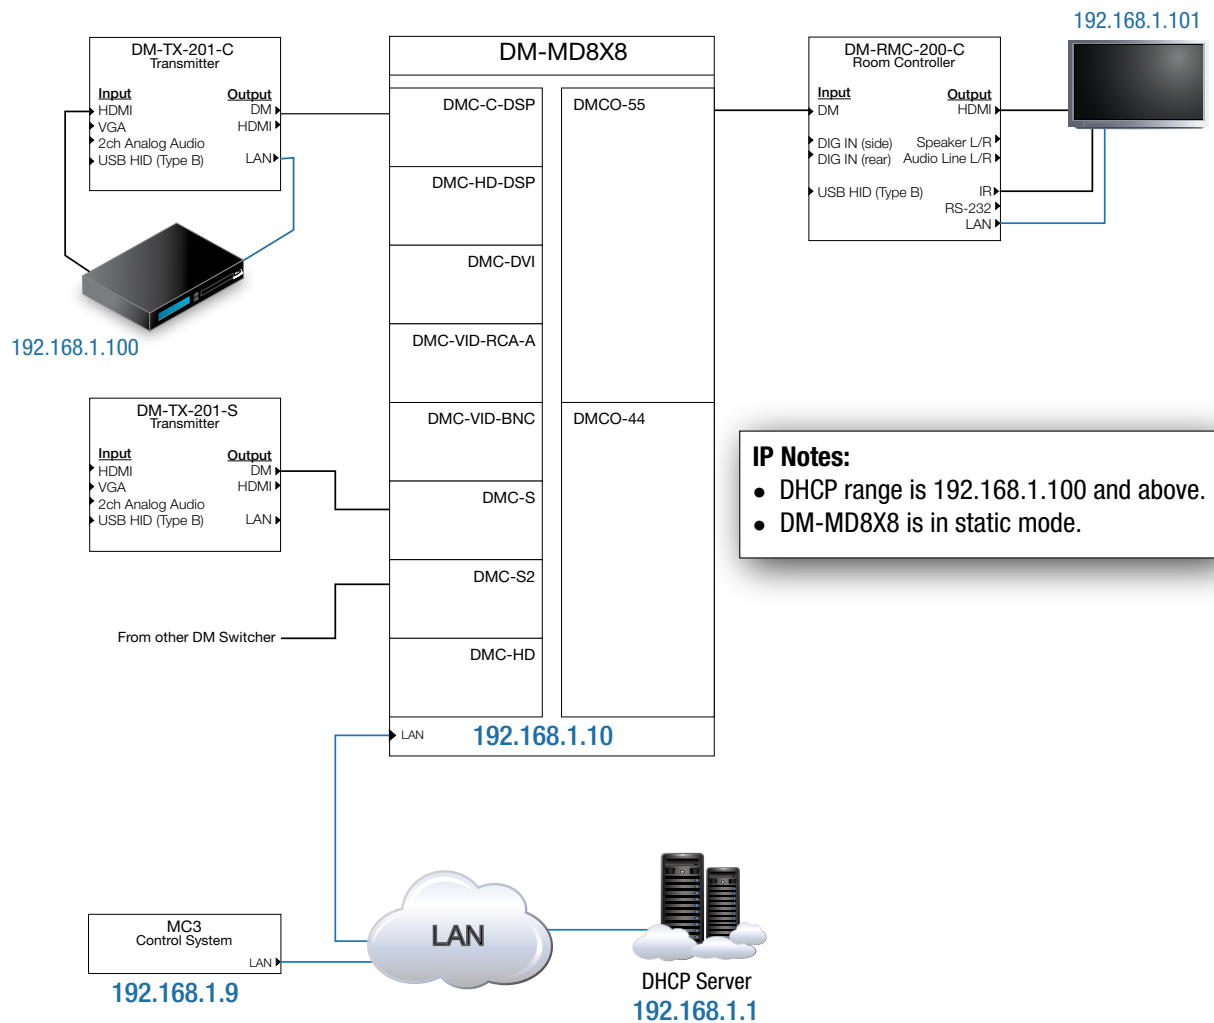 192.168.1.101
DM-TX-201-C
Transmitter
Input
Output
HDMI
DM
VGA
HDMI
2ch Analog Audio
USB HID (Type B)
LAN
192.168.1.100
DM-MD8X8
DMC-C-DSP
DMCO-55
DMC-HD-DSP
DMC-DVI
DMC-VID-RCA-A
DMC-VID-BNC
DMCO-44
DMC-S
DMC-S2
DMC-HD
LAN
192.168.1.10
DM-RMC-200-C
Room Controller
Input
Output
DM
HDMI
DIG IN (side)
Speaker L/R
DIG IN (rear)
Audio Line L/R
USB HID (Type B)
IR
RS-232
LAN
DM-TX-201-S
Transmitter
Input
Output
HDMI
DM
VGA
HDMI
2ch Analog Audio
USB HID (Type B)
LAN
From other DM Switcher
IP Notes:
• DHCP range is 192.168.1.100 and above.
• DM-MD8X8 is in static mode.
MC3
Control System
LAN
192.168.1.9
LAN
DHCP Server
192.168.1.1